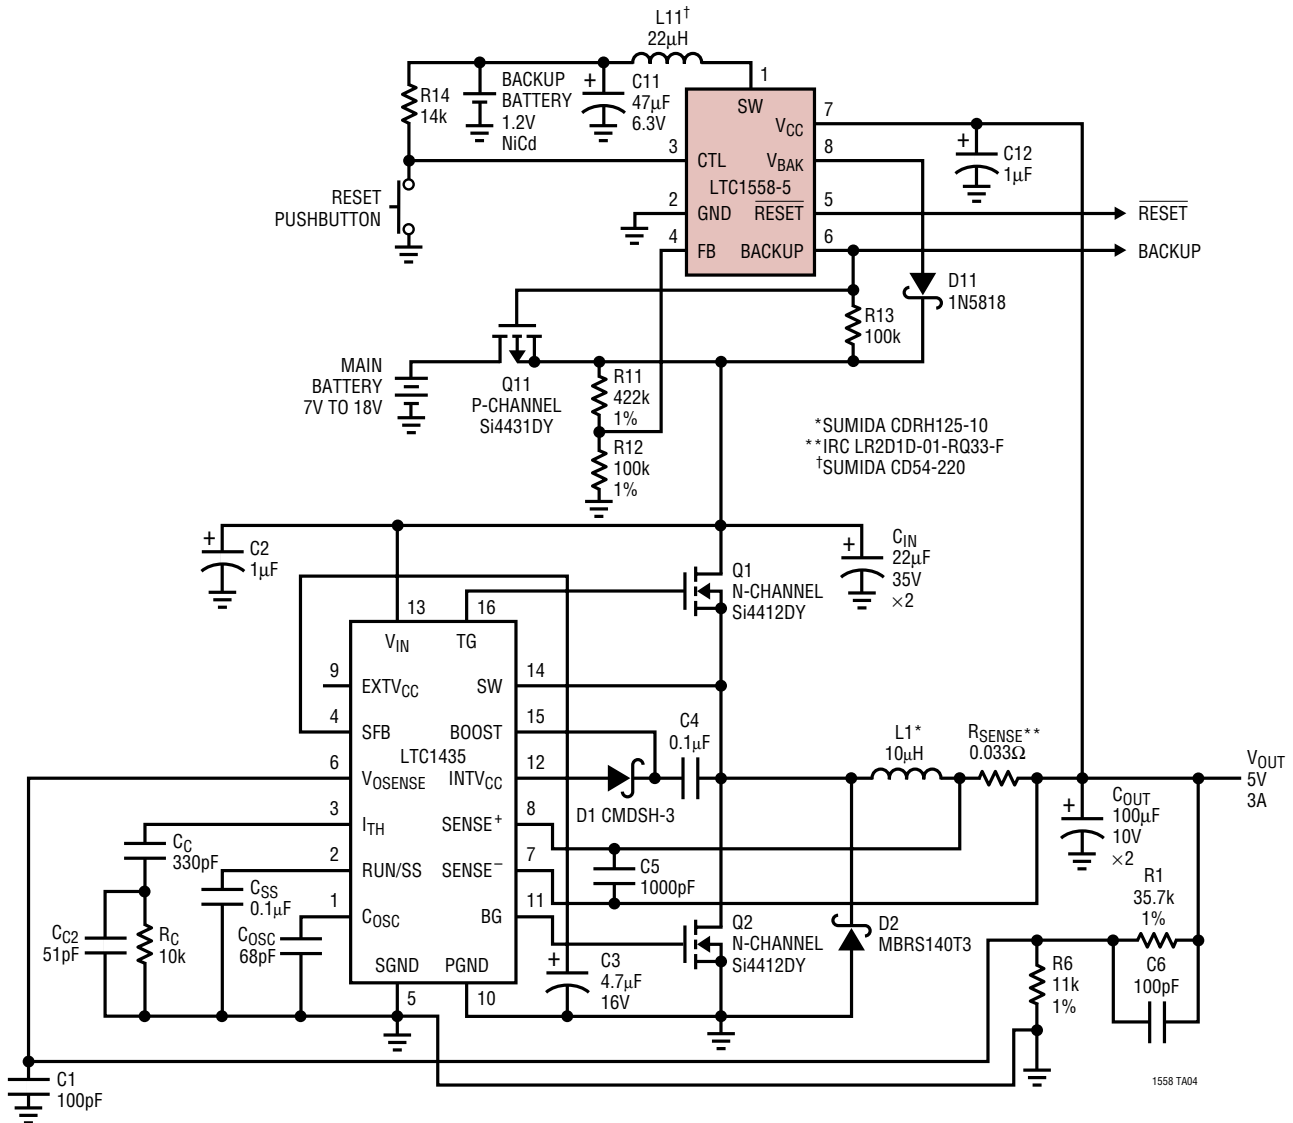 L11†
22µH
R14
14k
BACKUP
BATTERY
1.2V
NiCd
+
C11
47µF
6.3V
1
SW
VCC
7
3
CTL
VBAK
8
LTC1558-5
2
GND
RESET
5
RESET
4
FB
BACKUP
6
BACKUP
+
C12
1µF
RESET
PUSHBUTTON
D11
1N5818
R13
100k
MAIN
BATTERY
7V TO 18V
Q11
P-CHANNEL
Si4431DY
R11
422k
1%
R12
100k
1%
*SUMIDA CDRH125-10
**IRC LR2D1D-01-RQ33-F
†SUMIDA CD54-220
+
C2
1µF
+
CIN
22µF
35V
×2
Q1
N-CHANNEL
Si4412DY
13
16
VIN
TG
9
EXTVCC
SW
14
4
SFB
BOOST
15
LTC1435
6
VOSENSE
INTVCC
12
3
ITH
SENSE+
8
2
RUN/SS
SENSE–
7
1
COSC
BG
11
SGND
PGND
5
10
C4
0.1µF
D1 CMDSH-3
L1*
10µH
RSENSE**
0.033Ω
VOUT
5V
3A
+
COUT
100µF
10V
×2
C5
1000pF
CC
330pF
CSS
0.1µF
CC2
51pF
RC
10k
COSC
68pF
+
C3
4.7µF
16V
Q2
N-CHANNEL
Si4412DY
D2
MBRS140T3
R1
35.7k
1%
R6
11k
1%
C6
100pF
C1
100pF
1558 TA04